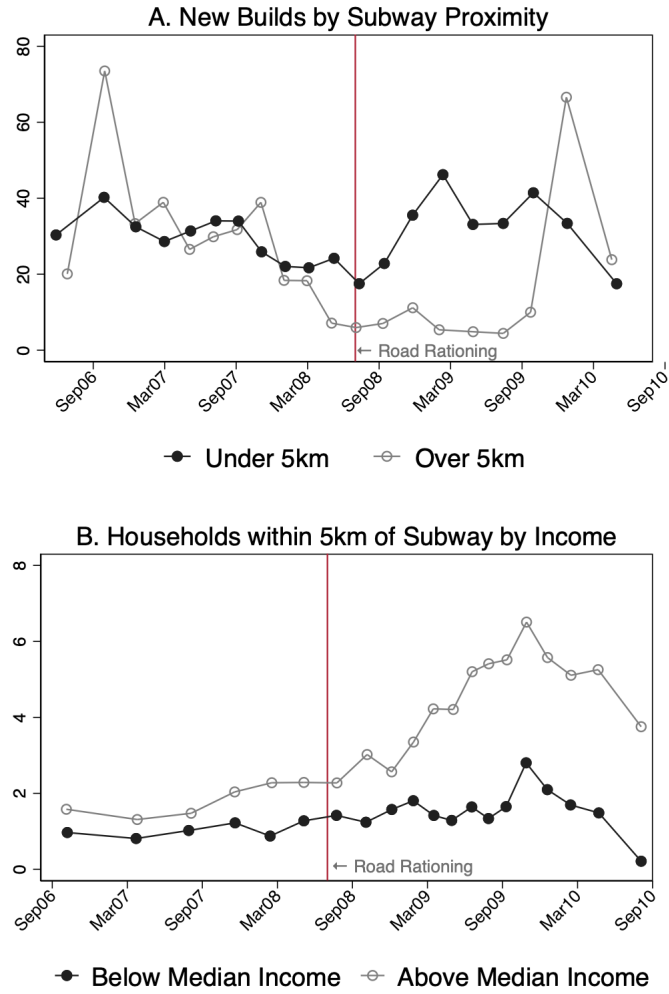 A. New Builds by Subway Proximity
80
60
40
20
0
← Road Rationing
Sep06 Mar07 Sep07 Mar08 Sep08 Mar09 Sep09 Mar10 Sep10
Under 5km Over 5km
B. Households within 5km of Subway by Income
8
6
4
2
0
← Road Rationing
Sep06 Mar07 Sep07 Mar08 Sep08 Mar09 Sep09 Mar10 Sep10
Below Median Income Above Median Income